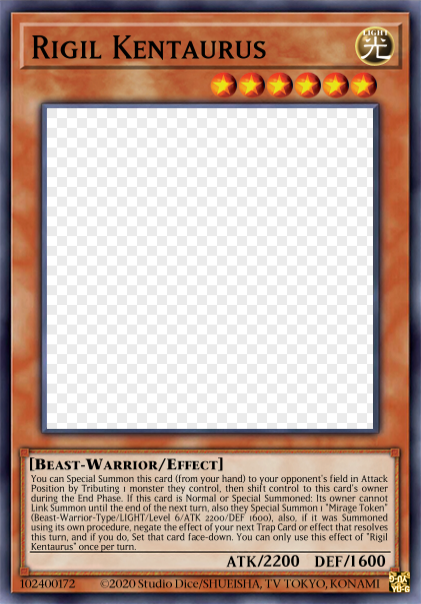 Rigil Kentaurus
LIGHT
光
[Beast-Warrior/Effect]
You can Special Summon this card (from your hand) to your opponent's field in Attack
Position by Tributing 1 monster they control, then shift control to this card's owner
during the End Phase. If this card is Normal or Special Summoned: Its owner cannot
Link Summon until the end of the next turn, also they Special Summon 1 "Mirage Token"
(Beast-Warrior-Type/LIGHT/Level 6/ATK 2200/DEF 1600), also, if it was Summoned
using its own procedure, negate the effect of your next Trap Card or effect that resolves
this turn, and if you do, Set that card face-down. You can only use this effect of "Rigil
Kentaurus" once per turn.
ATK/2200 DEF/1600
102400172 ©2020 Studio Dice/SHUEISHA, TV TOKYO, KONAMI